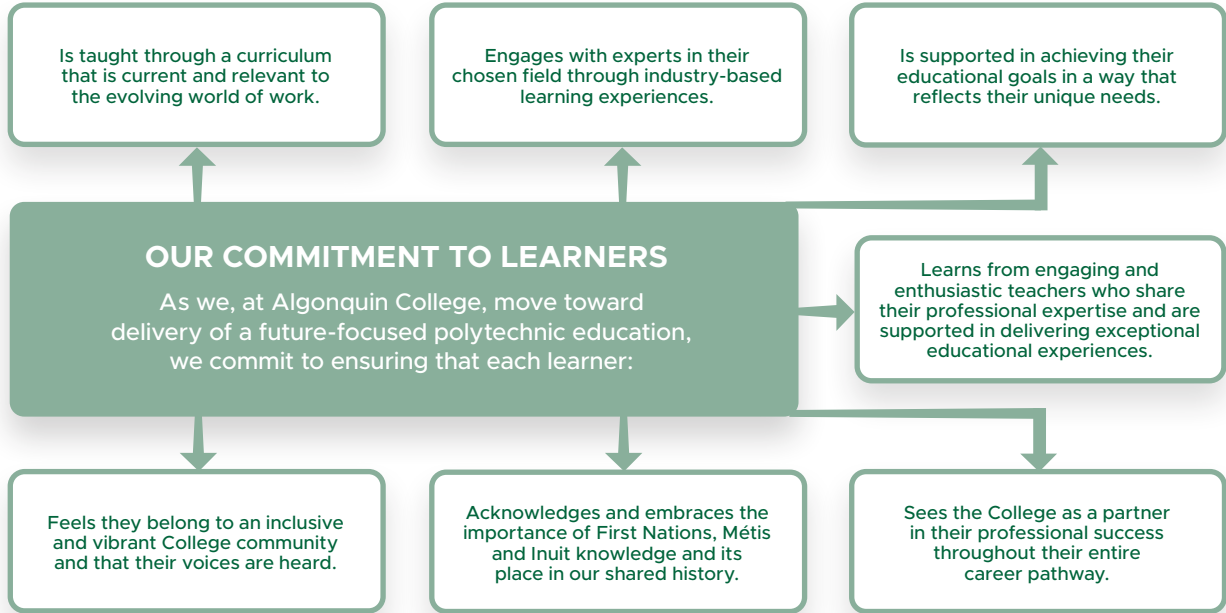 Is taught through a curriculum
that is current and relevant to
the evolving world of work.
Engages with experts in their
chosen field through industry-based
learning experiences.
Is supported in achieving their
educational goals in a way that
reflects their unique needs.
OUR COMMITMENT TO LEARNERS
As we, at Algonquin College, move toward
delivery of a future-focused polytechnic education,
we commit to ensuring that each learner:
Learns from engaging and
enthusiastic teachers who share
their professional expertise and are
supported in delivering exceptional
educational experiences.
Feels they belong to an inclusive
and vibrant College community
and that their voices are heard.
Acknowledges and embraces the
importance of First Nations, Métis
and Inuit knowledge and its
place in our shared history.
Sees the College as a partner
in their professional success
throughout their entire
career pathway.